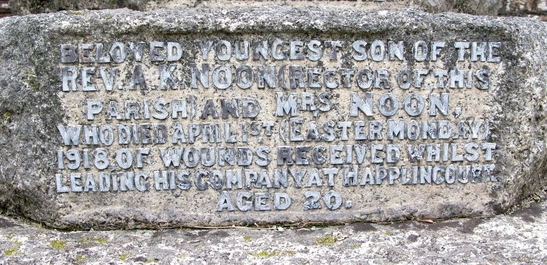 BELOVED YOUNGEST SON OF THE
REV. A. K. NOON (RECTOR OF THIS
PARISH) AND MRS. NOON,
WHO DIED APRIL 1ST (EASTER MONDAY)
1918 OF WOUNDS RECEIVED WHILST
LEADING HIS COMPANY AT HAPPLINCOURT.
AGED 20.